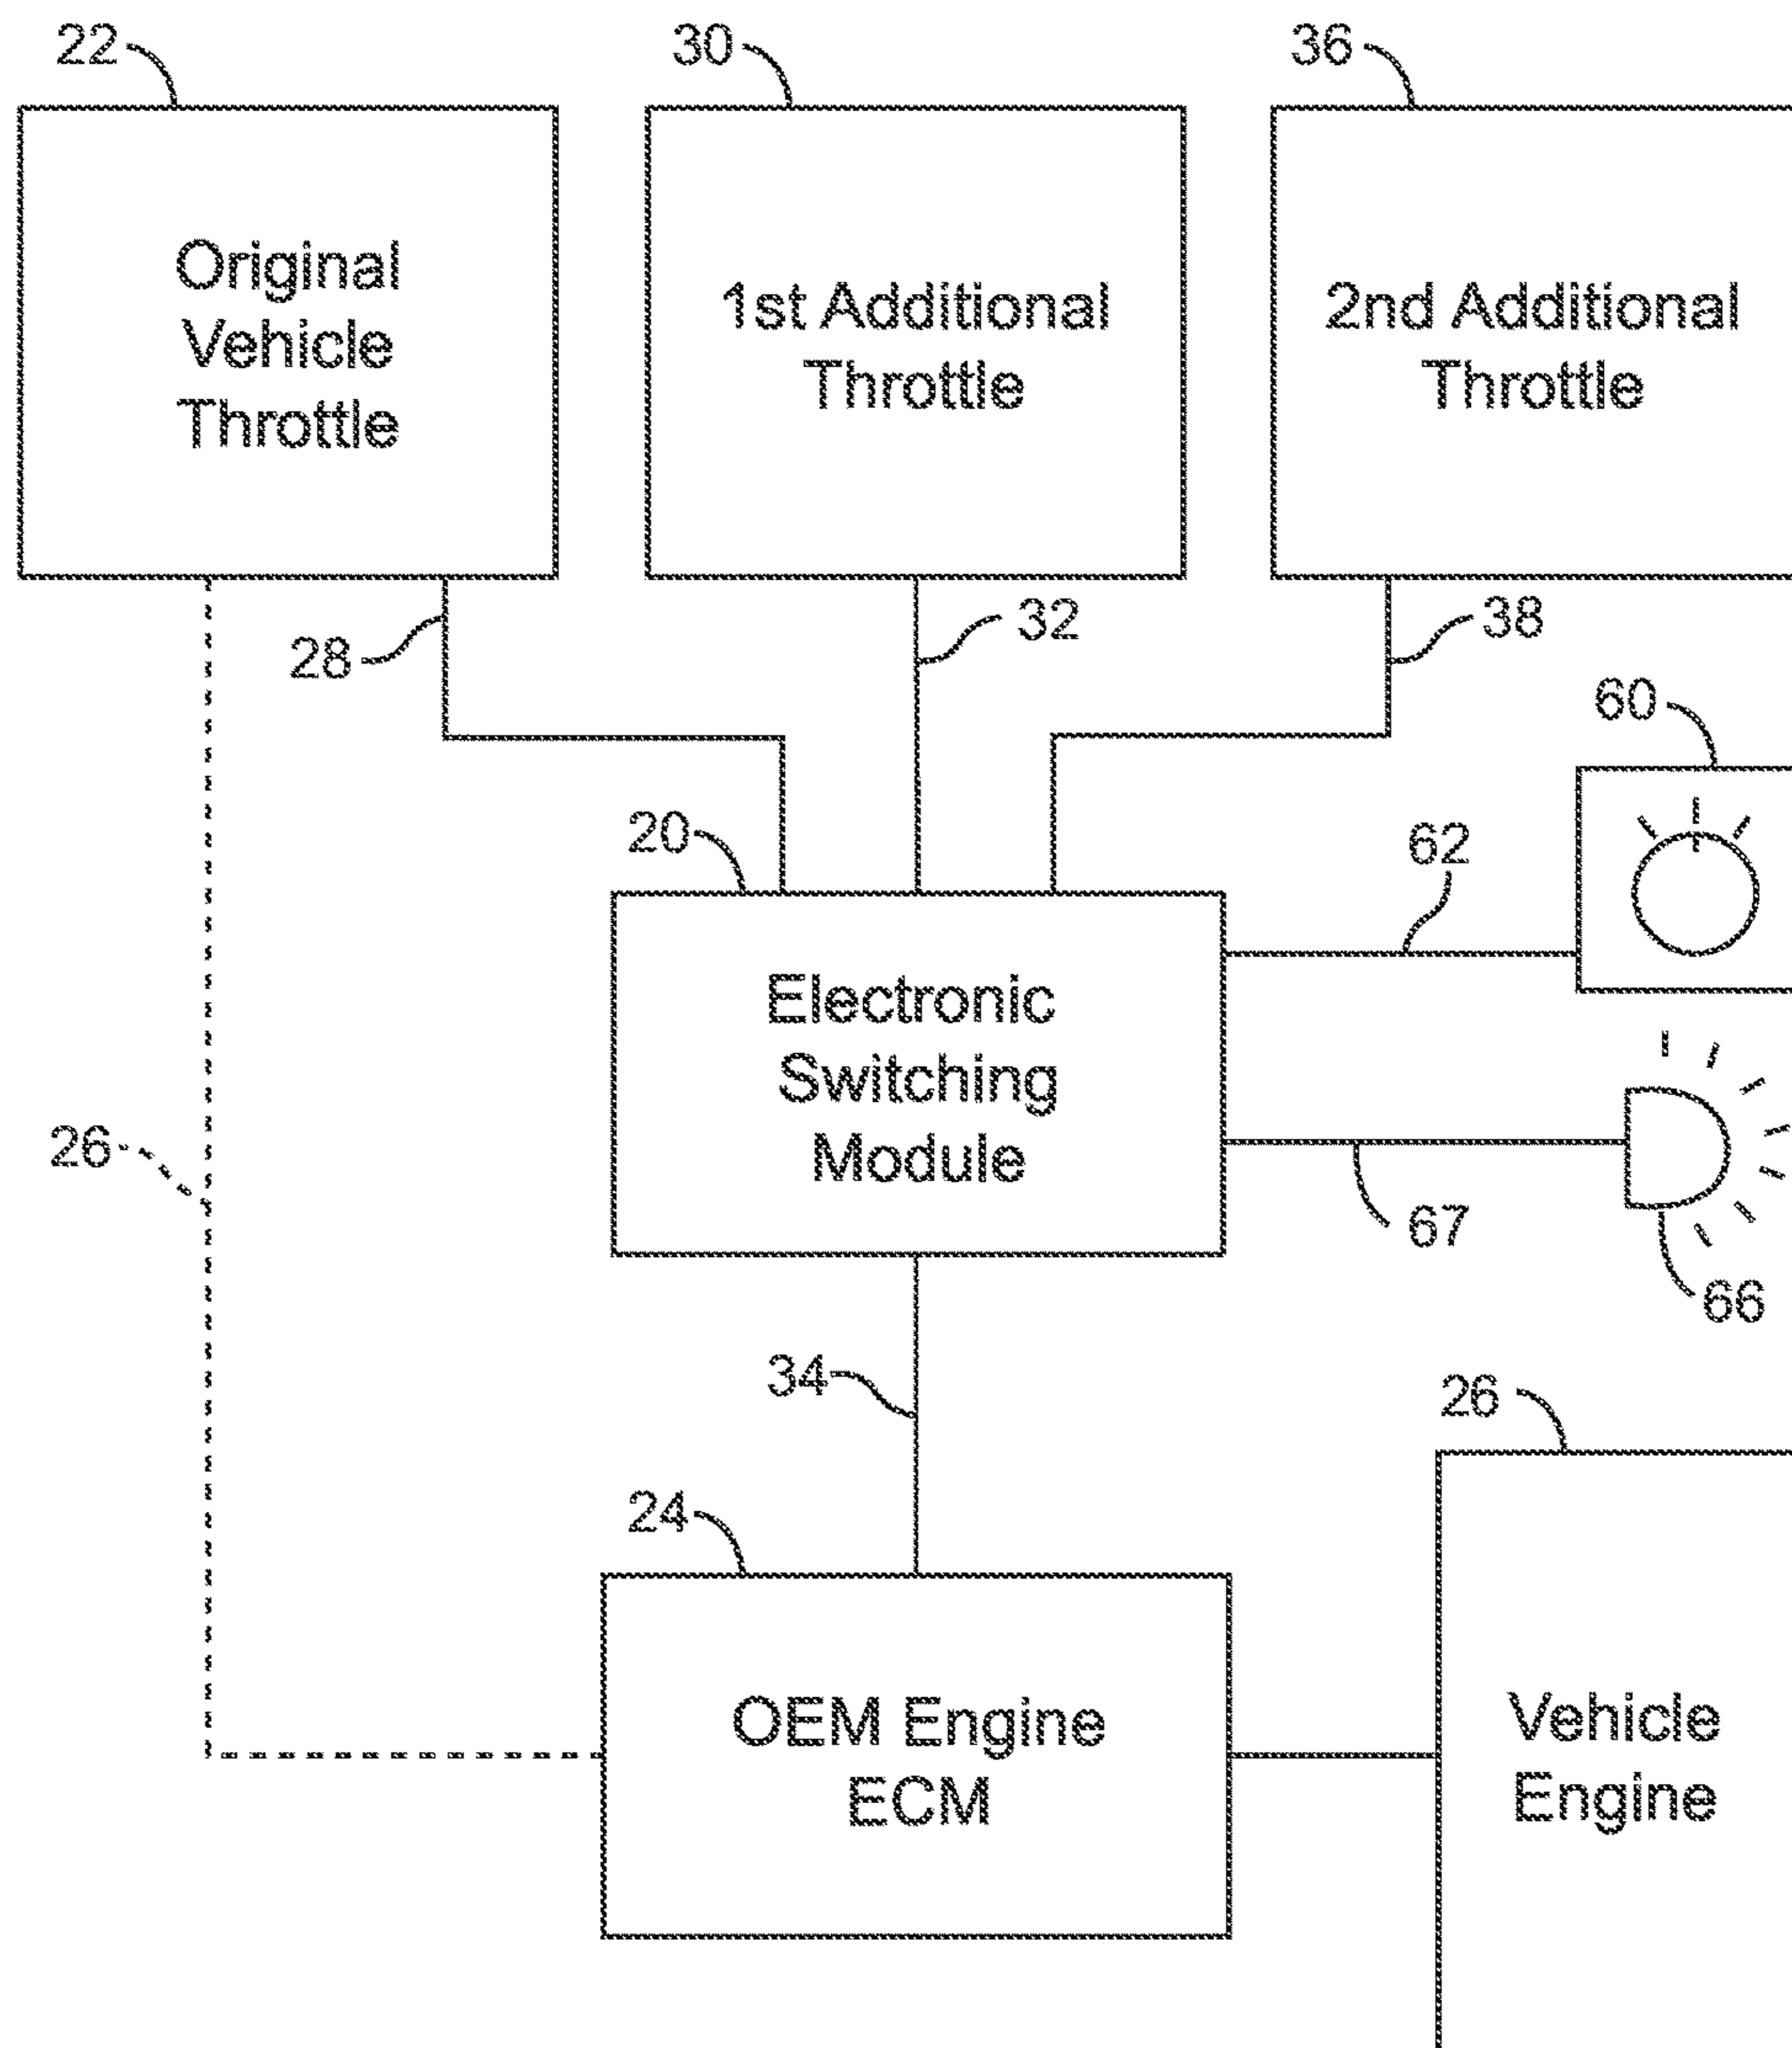 22
30
36
Original
Vehicle
Throttle
1st Additional
Throttle
2nd Additional
Throttle
28
32
38
60
20
62
Electronic
Switching
Module
26
67
66
34
26
24
OEM Engine
ECM
Vehicle
Engine